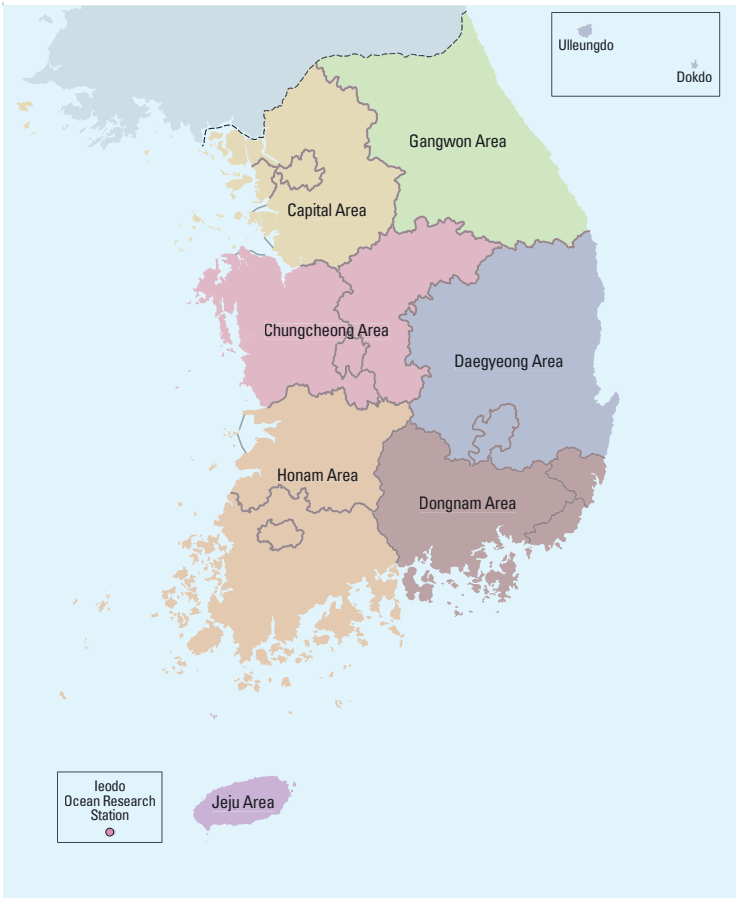 Ulleungdo
Dokdo
Gangwon Area
Capital Area
Chungcheong Area
Daegyeong Area
Honam Area
Dongnam Area
Ieodo
Ocean Research
Station
Jeju Area